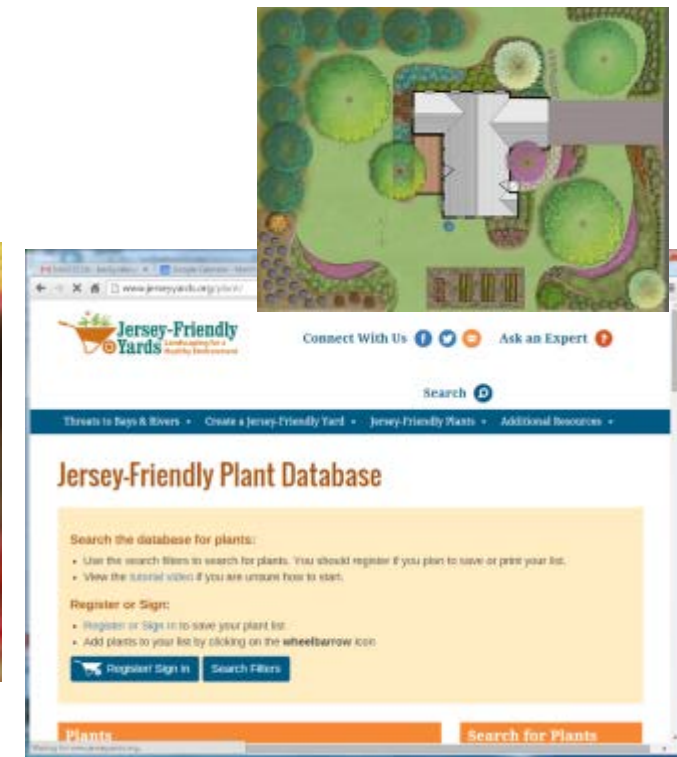 www.jerseyyards.org/plant/
Jersey-Friendly
Yards Landscaping for a
Healthy Environment
Connect With Us
Ask an Expert ?
Search
Threats to Bays & Rivers
Create a Jersey-Friendly Yard
Jersey-Friendly Plants
Additional Resources
Jersey-Friendly Plant Database
Search the database for plants:
• Use the search filters to search for plants. You should register if you plan to save or print your list.
• View the tutorial video if you are unsure how to start.
Register or Sign:
• Register or Sign In to save your plant list
• Add plants to your list by clicking on the wheelbarrow icon
Register/ Sign In
Search Filters
Plants
Search for Plants